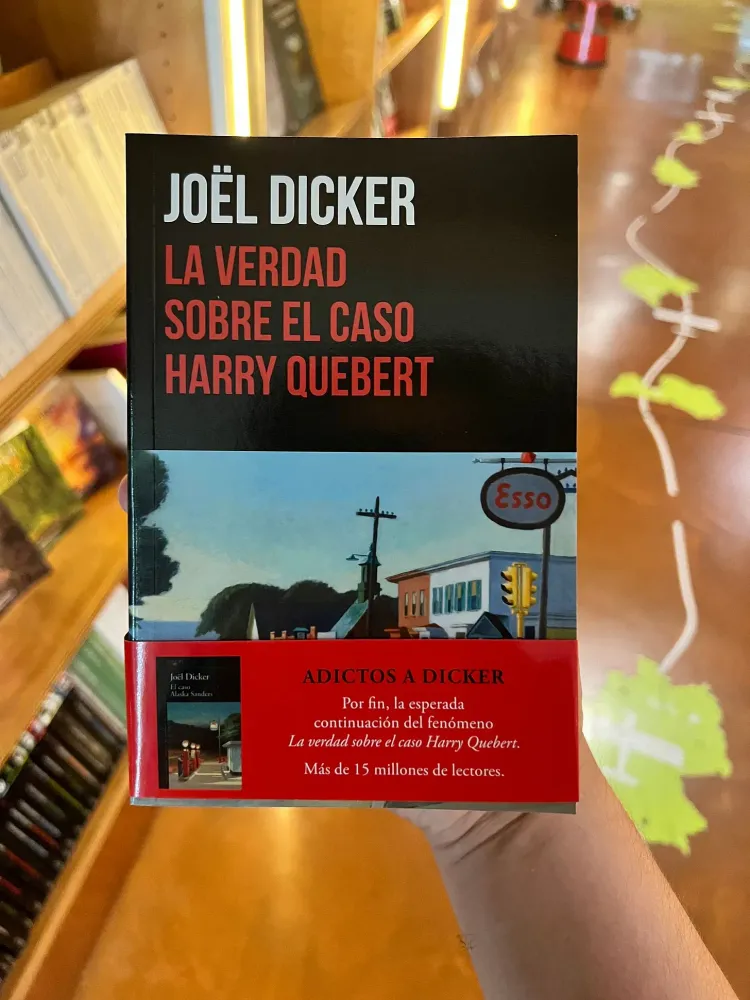 JOËL DICKER
LA VERDAD
SOBRE EL CASO
HARRY QUEBERT
Esso
Joël Dicker
El caso
Alaska Sanders
ADICTOS A DICKER
Por fin, la esperada
continuación del fenómeno
La verdad sobre el caso Harry Quebert.
Más de 15 millones de lectores.